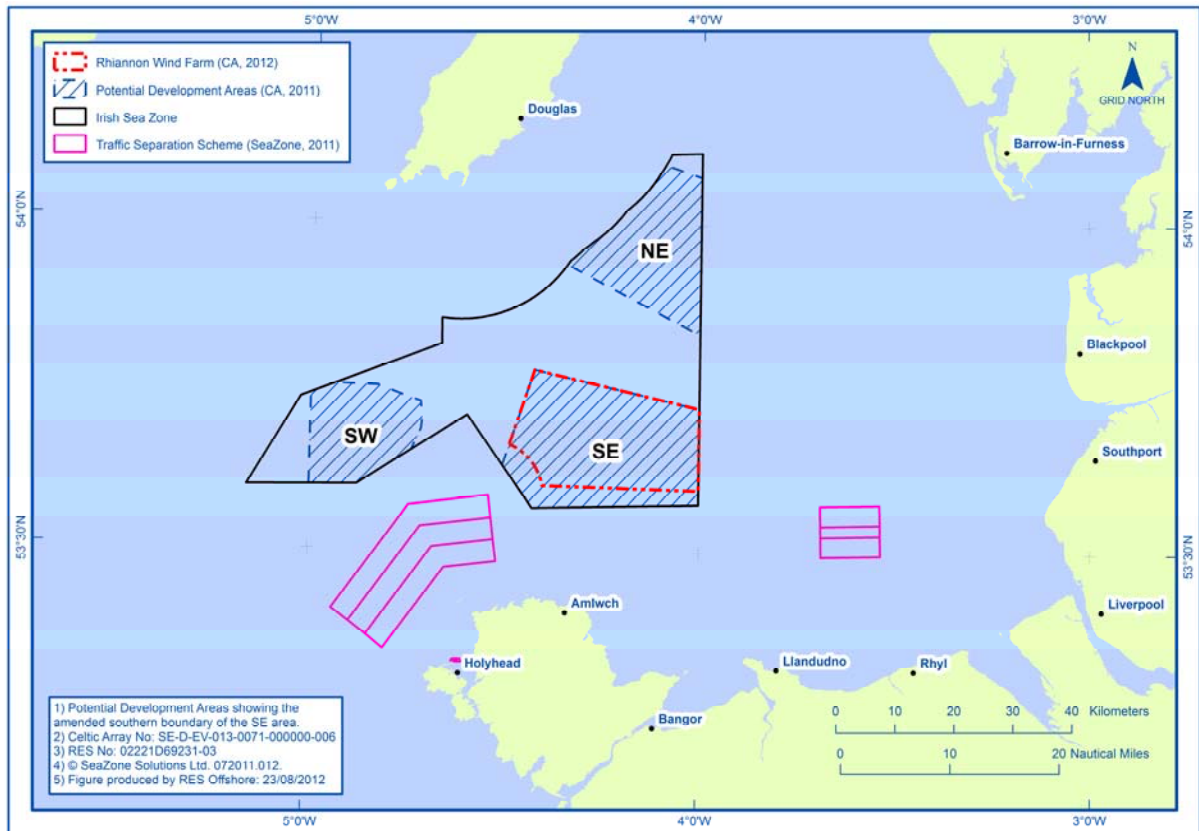 5°0'W
4°0'W
3°0'W
Rhiannon Wind Farm (CA, 2012)
Potential Development Areas (CA, 2011)
Irish Sea Zone
Traffic Separation Scheme (SeaZone, 2011)
N
GRID NORTH
Douglas
Barrow-in-Furness
54°0'N
54°0'N
NE
Blackpool
SW
SE
Southport
53°30'N
53°30'N
Amlwch
Liverpool
Holyhead
Llandudno
Rhyl
Bangor
0 10 20 30 40 Kilometers
0 10 20 Nautical Miles
1) Potential Development Areas showing the
amended southern boundary of the SE area.
2) Celtic Array No: SE-D-EV-013-0071-000000-006
3) RES No: 02221D69231-03
4) © SeaZone Solutions Ltd. 072011.012.
5) Figure produced by RES Offshore: 23/08/2012
5°0'W
4°0'W
3°0'W